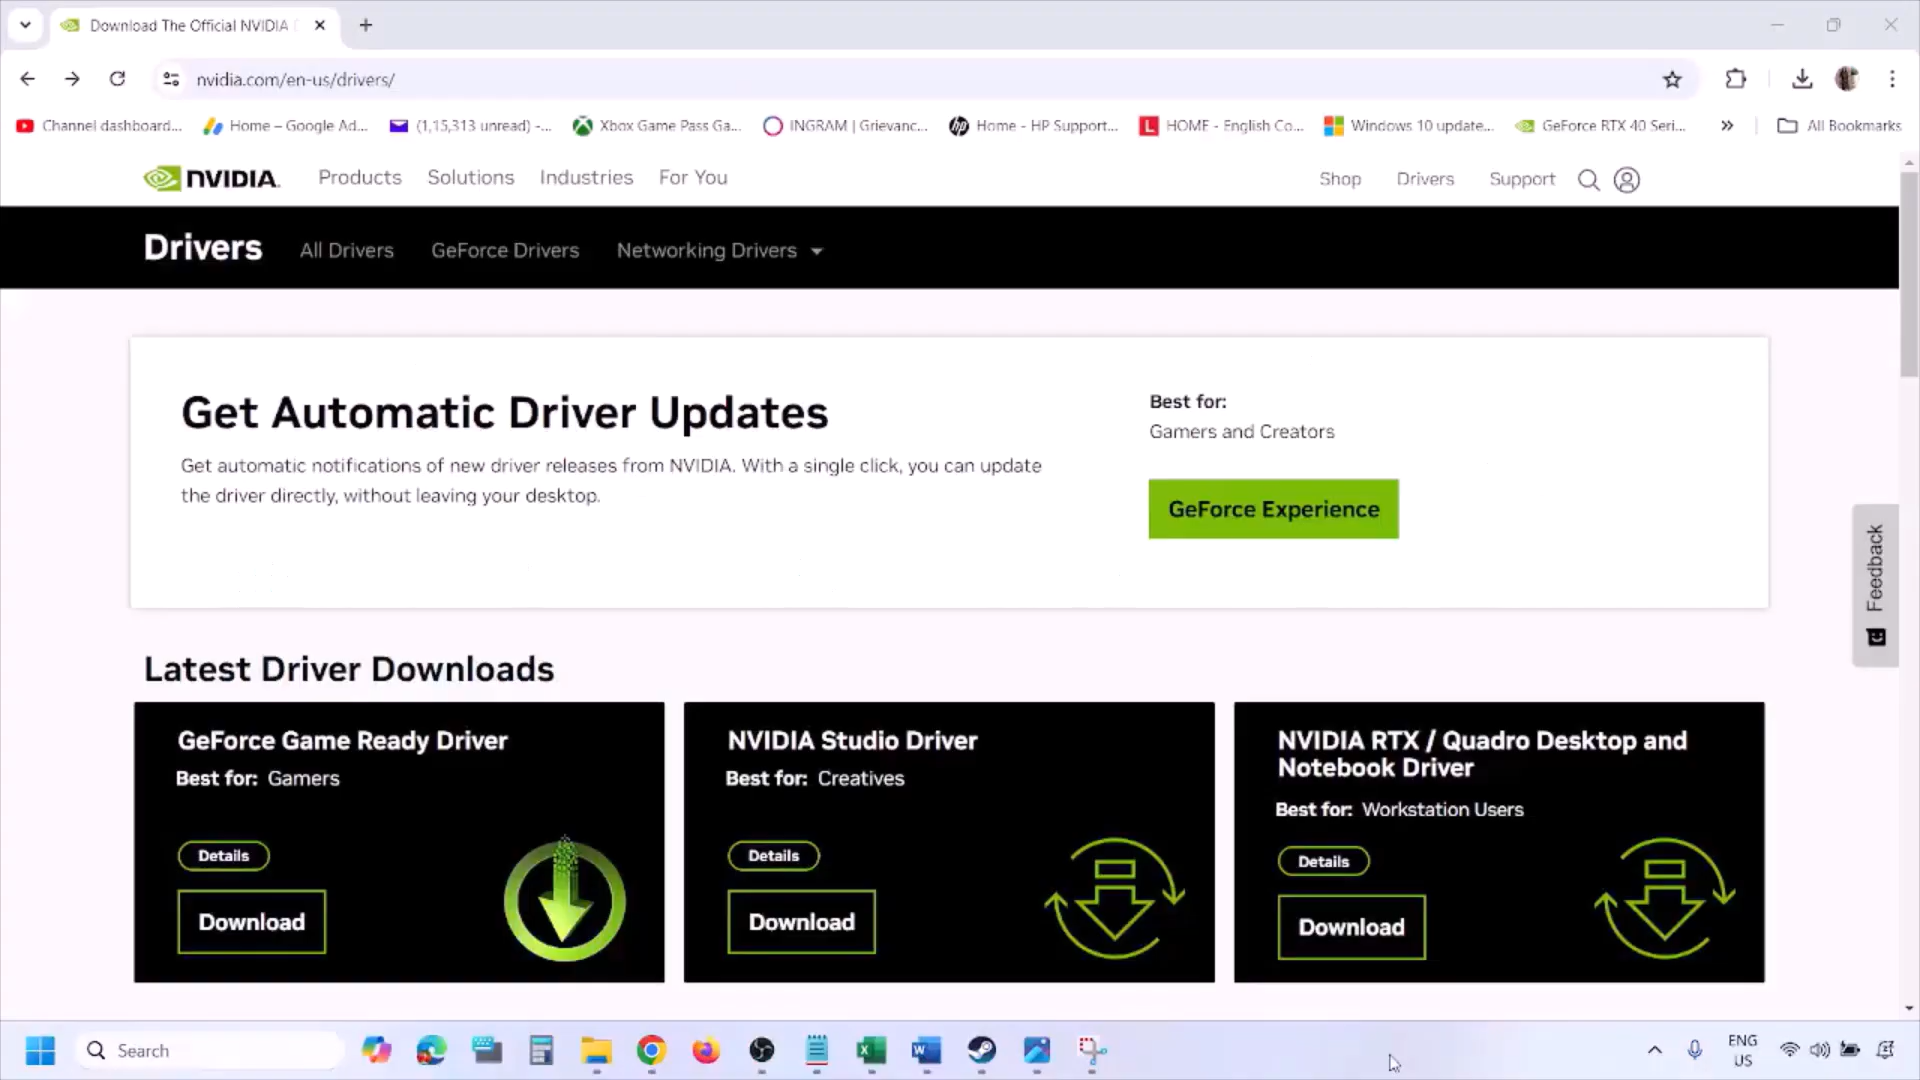 Download The Official NVIDIA
nvidia.com/en-us/drivers/
Channel dashboard...
Home – Google Ad...
(1,15,313 unread) -...
Xbox Game Pass Ga...
INGRAM | Grievanc...
Home - HP Support...
HOME - English Co...
Windows 10 update...
GeForce RTX 40 Seri...
All Bookmarks
NVIDIA.
Products
Solutions
Industries
For You
Shop
Drivers
Support
Drivers
All Drivers
GeForce Drivers
Networking Drivers
Get Automatic Driver Updates
Get automatic notifications of new driver releases from NVIDIA. With a single click, you can update
the driver directly, without leaving your desktop.
Best for:
Gamers and Creators
GeForce Experience
Feedback
Latest Driver Downloads
GeForce Game Ready Driver
Best for: Gamers
Details
Download
NVIDIA Studio Driver
Best for: Creatives
Details
Download
NVIDIA RTX / Quadro Desktop and
Notebook Driver
Best for: Workstation Users
Details
Download
Search
ENG
US